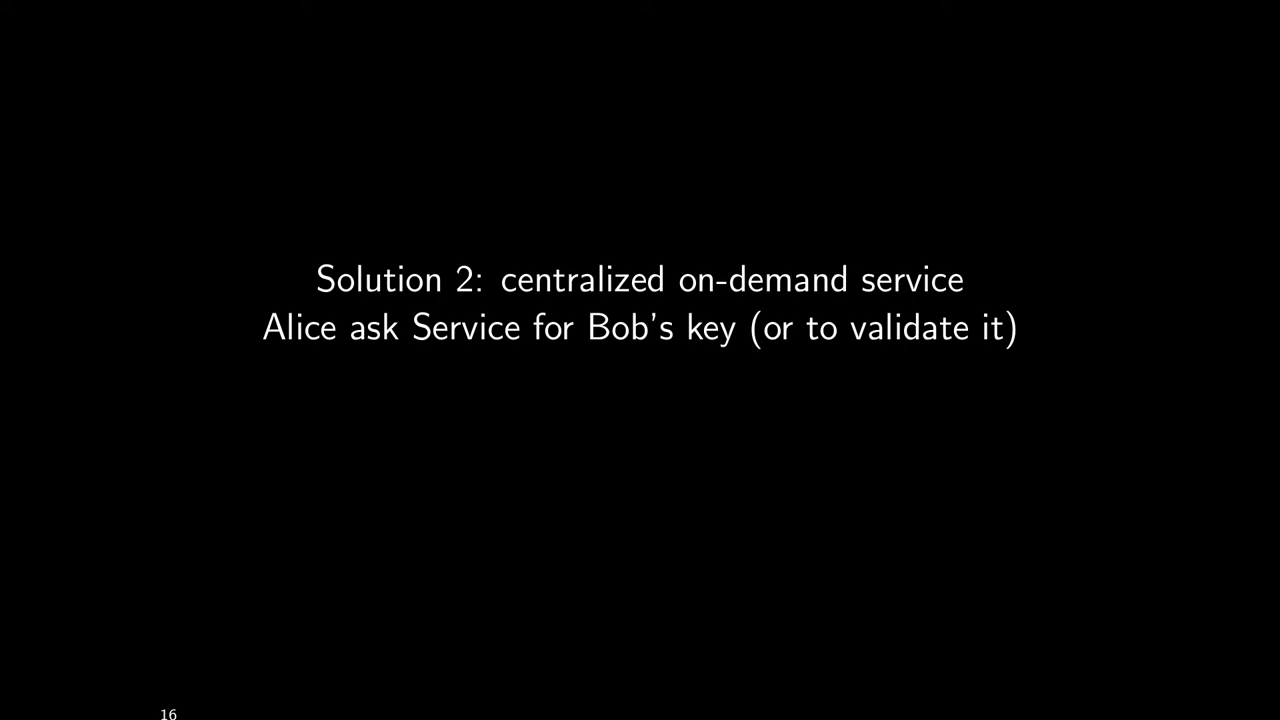 Solution 2: centralized on-demand service
Alice ask Service for Bob's key (or to validate it)
16